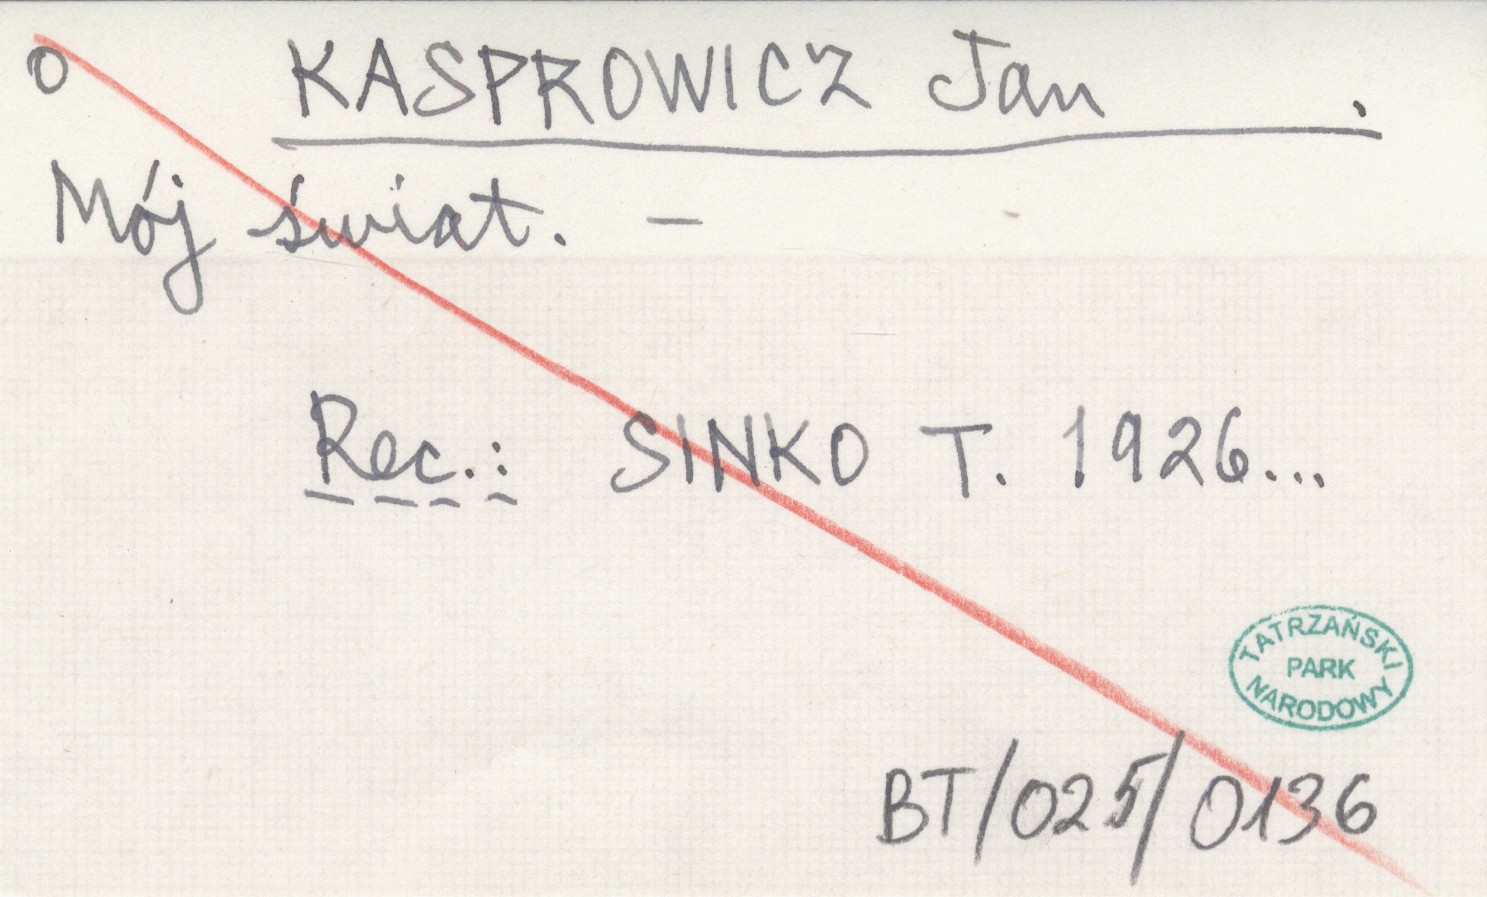 O KASPROWICZ Jan .
Mój świat. –
Rec.: SINKO T. 1926...
TATRZAŃSKI
PARK
NARODOWY
BT/025/0136